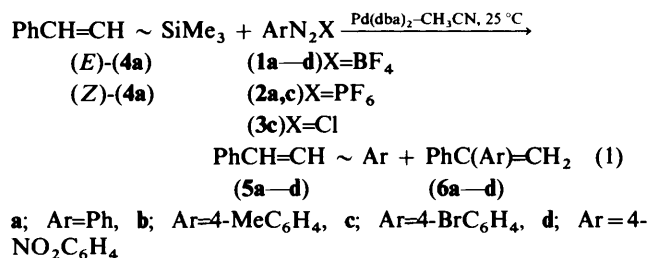 Pd(dba)₂–CH₃CN, 25 °C
PhCH=CH ~ SiMe₃ + ArN₂X
(E)-(4a) (1a—d)X=BF₄
(Z)-(4a) (2a,c)X=PF₆
(3c)X=Cl
PhCH=CH ~ Ar + PhC(Ar)=CH₂ (1)
(5a—d) (6a—d)
a; Ar=Ph, b; Ar=4-MeC₆H₄, c; Ar=4-BrC₆H₄, d; Ar=4-
NO₂C₆H₄